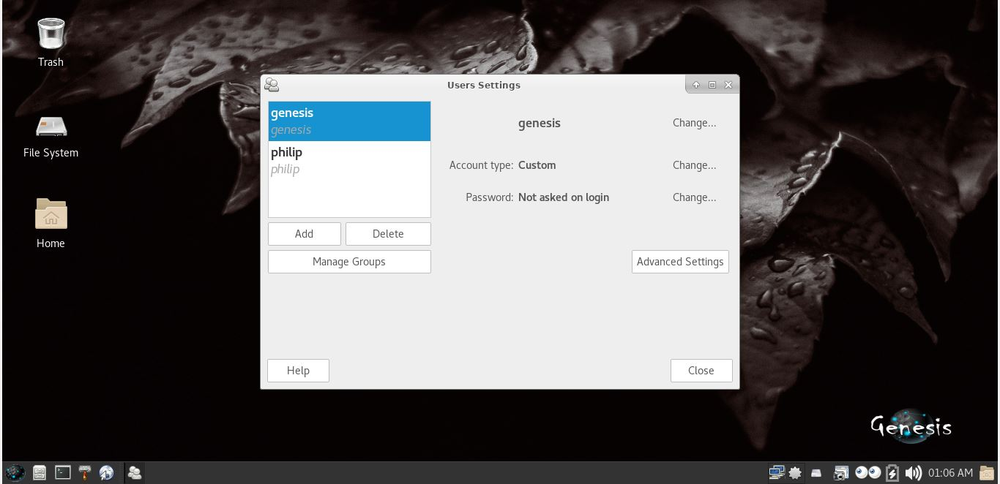 Trash
File System
Home
Users Settings
genesis
genesis
philip
philip
Add
Delete
Manage Groups
genesis
Change...
Account type: Custom
Change...
Password: Not asked on login
Change...
Advanced Settings
Help
Close
Genesis
01:06 AM